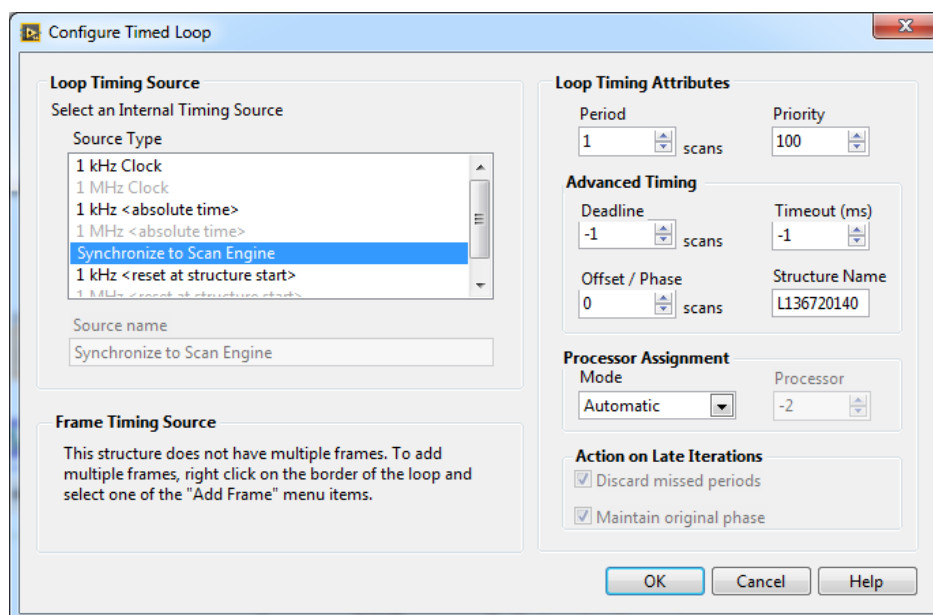 Configure Timed Loop
Loop Timing Source
Select an Internal Timing Source
Source Type
1 kHz Clock
1 MHz Clock
1 kHz <absolute time>
1 MHz <absolute time>
Synchronize to Scan Engine
1 kHz <reset at structure start>
1 MHz <reset at structure start>
Source name
Synchronize to Scan Engine
Frame Timing Source
This structure does not have multiple frames. To add
multiple frames, right click on the border of the loop and
select one of the "Add Frame" menu items.
Loop Timing Attributes
Period Priority
1 scans 100
Advanced Timing
Deadline Timeout (ms)
-1 scans -1
Offset / Phase Structure Name
0 scans L136720140
Processor Assignment
Mode Processor
Automatic -2
Action on Late Iterations
Discard missed periods
Maintain original phase
OK Cancel Help